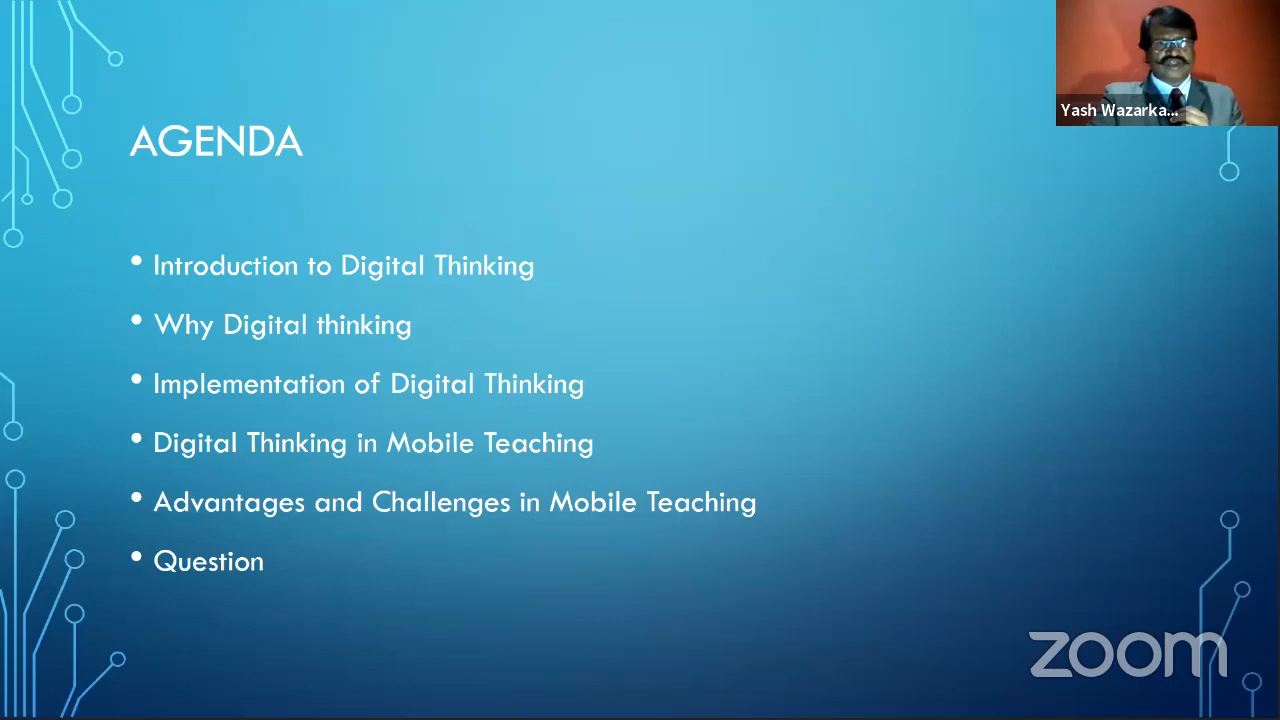 AGENDA
• Introduction to Digital Thinking
• Why Digital thinking
• Implementation of Digital Thinking
• Digital Thinking in Mobile Teaching
• Advantages and Challenges in Mobile Teaching
• Question
Yash Wazarka...
zoom